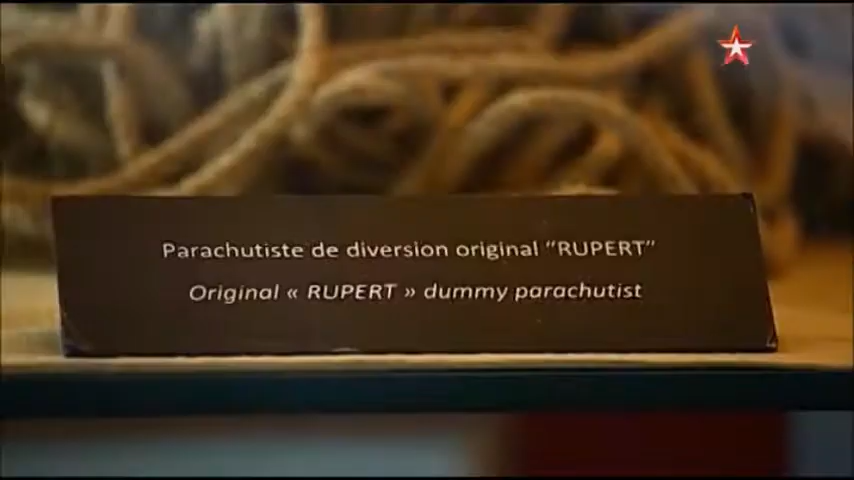 Parachutiste de diversion original “RUPERT”
Original « RUPERT » dummy parachutist